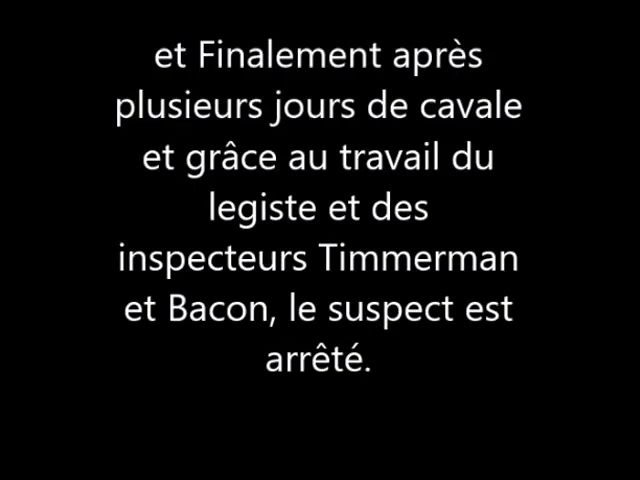 et Finalement après
plusieurs jours de cavale
et grâce au travail du
legiste et des
inspecteurs Timmerman
et Bacon, le suspect est
arrêté.